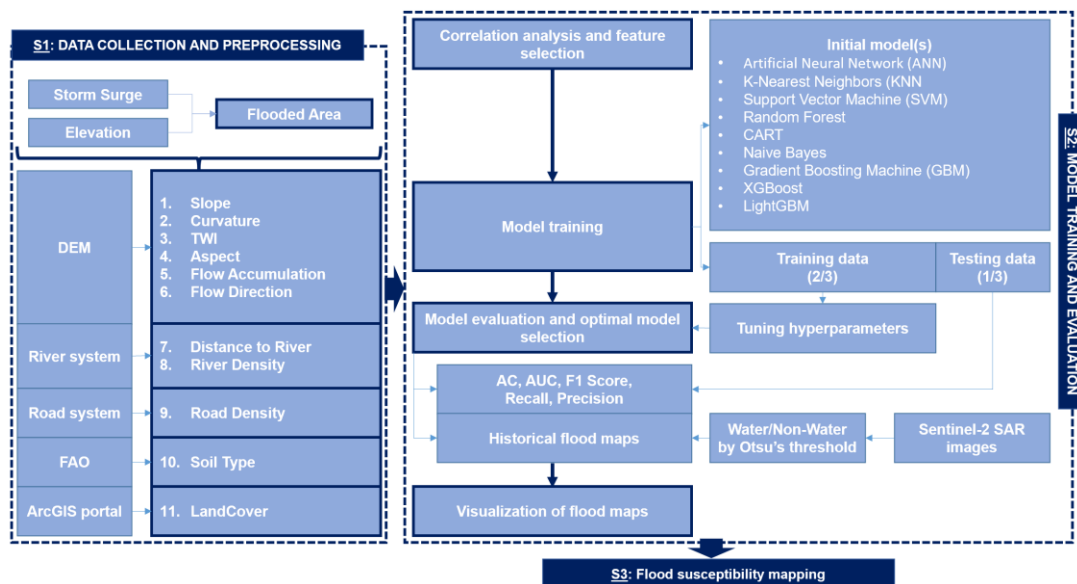 S1: DATA COLLECTION AND PREPROCESSING
Storm Surge
Elevation
Flooded Area
DEM
1. Slope
2. Curvature
3. TWI
4. Aspect
5. Flow Accumulation
6. Flow Direction
River system
7. Distance to River
8. River Density
Road system
9. Road Density
FAO
10. Soil Type
ArcGIS portal
11. LandCover
Correlation analysis and feature
selection
Model training
Initial model(s)
• Artificial Neural Network (ANN)
• K-Nearest Neighbors (KNN
• Support Vector Machine (SVM)
• Random Forest
• CART
• Naive Bayes
• Gradient Boosting Machine (GBM)
• XGBoost
• LightGBM
Training data
(2/3)
Testing data
(1/3)
Model evaluation and optimal model
selection
Tuning hyperparameters
AC, AUC, F1 Score,
Recall, Precision
Historical flood maps
Water/Non-Water
by Otsu's threshold
Sentinel-2 SAR
images
Visualization of flood maps
S2: MODEL TRAINING AND EVALUATION
S3: Flood susceptibility mapping